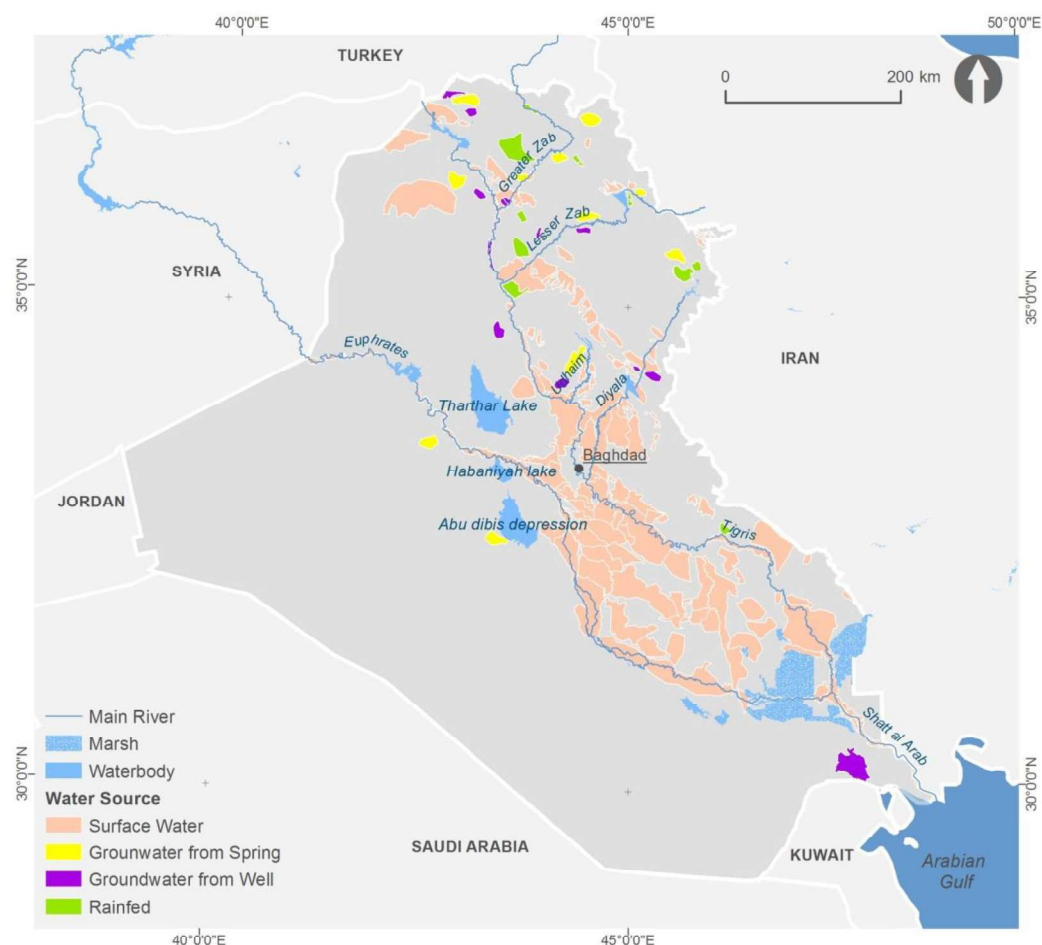 40°0'0"E
45°0'0"E
50°0'0"E
TURKEY
0
200 km
Greater Zab
Lesser Zab
SYRIA
35°0'0"N
35°0'0"N
Euphrates
IRAN
Udhaim
Diyala
Tharthar Lake
Baghdad
Habaniyah lake
JORDAN
Abu dibis depression
Tigris
Main River
Marsh
Waterbody
Shatt al Arab
30°0'0"N
30°0'0"N
Water Source
Surface Water
Grounwater from Spring
Groundwater from Well
Rainfed
SAUDI ARABIA
KUWAIT
Arabian
Gulf
40°0'0"E
45°0'0"E